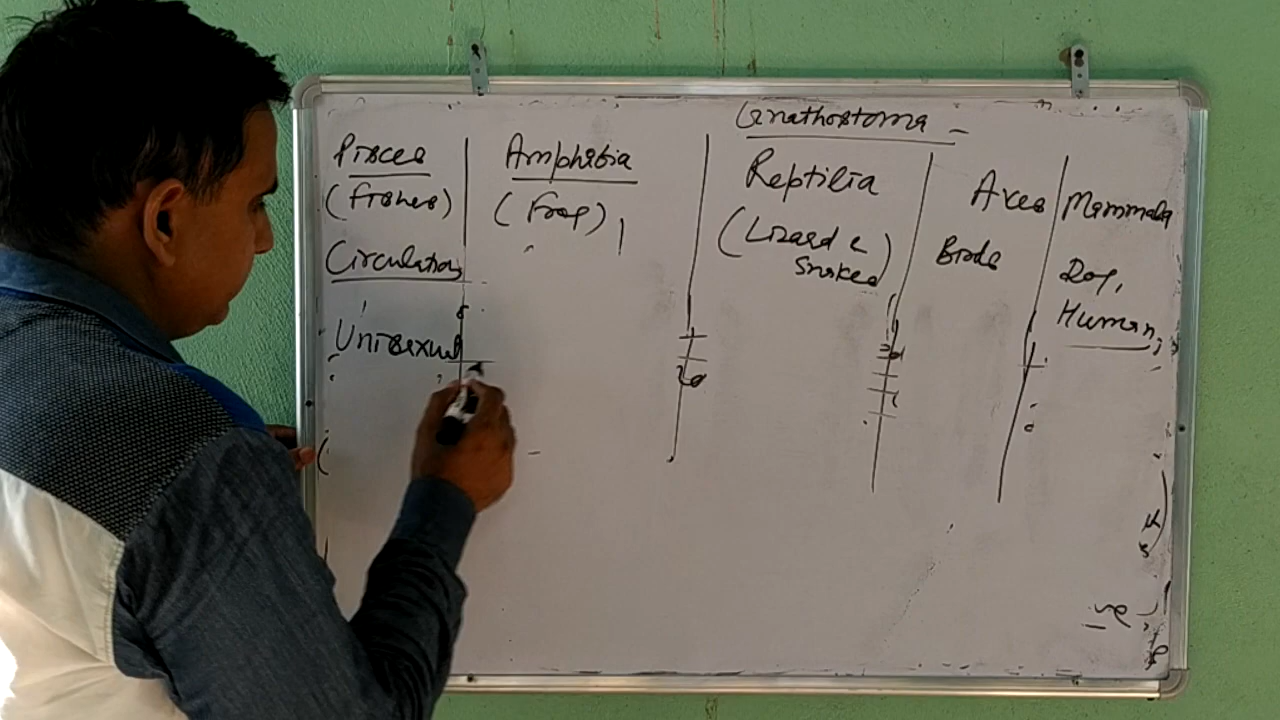 Gnathostoma -
Pisces
(Fishes)
Circulation
Unisexual
Amphibia
(Frog),
Reptilia
(Lizard &
Snakes)
Aves
Birds
Mammals
Dog,
Human,